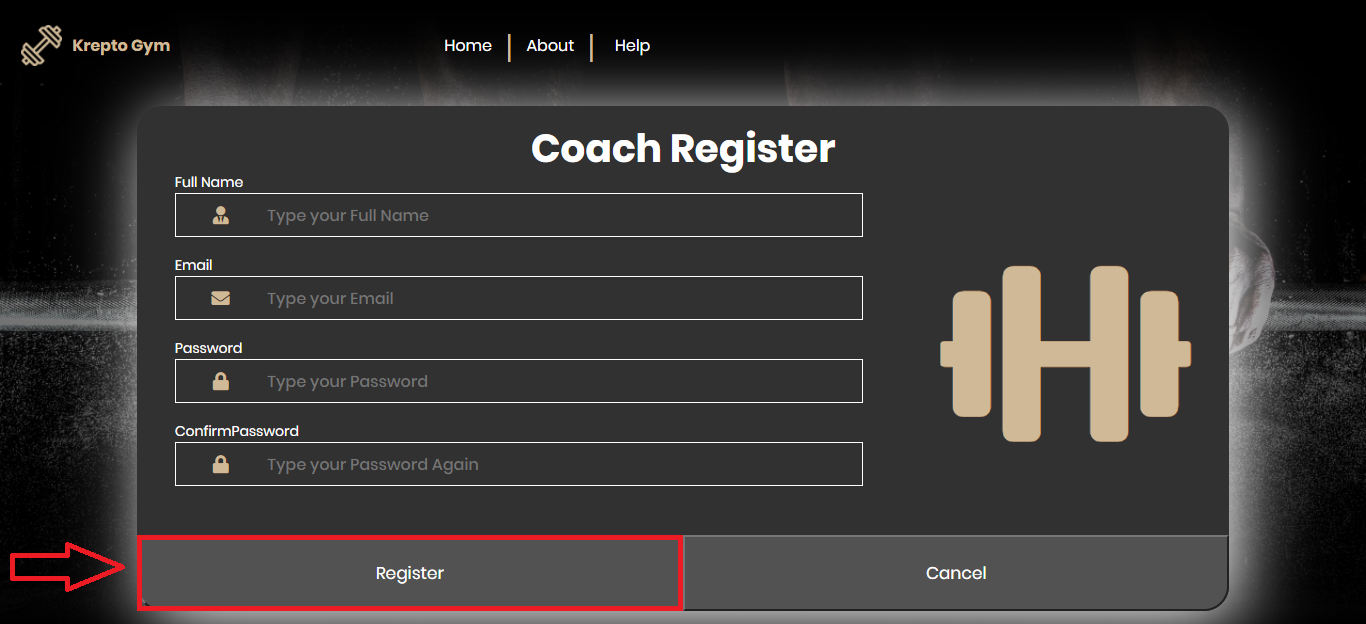 Krepto Gym Home About Help
Coach Register
Full Name
Type your Full Name
Email
Type your Email
Password
Type your Password
ConfirmPassword
Type your Password Again
Register Cancel